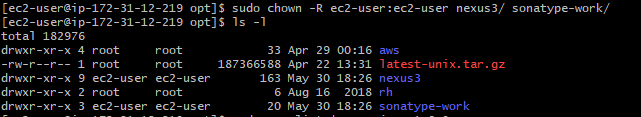 [ec2-user@ip-172-31-12-219 opt]$ sudo chown -R ec2-user:ec2-user nexus3/ sonatype-work/
[ec2-user@ip-172-31-12-219 opt]$ ls -l
total 182976
drwxr-xr-x 4 root     root            33 Apr 29 00:16 aws
-rw-r--r-- 1 root     root     187366588 Apr 22 13:31 latest-unix.tar.gz
drwxr-xr-x 9 ec2-user ec2-user       163 May 30 18:26 nexus3
drwxr-xr-x 2 root     root             6 Aug 16  2018 rh
drwxr-xr-x 3 ec2-user ec2-user        20 May 30 18:26 sonatype-work